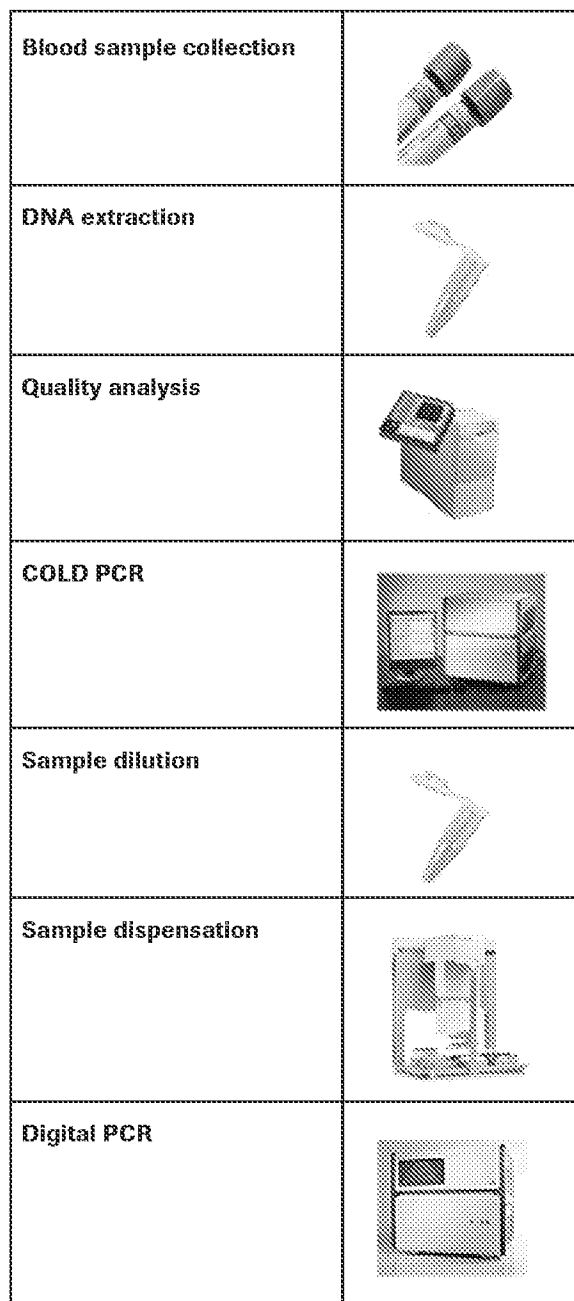 Blood sample collection
DNA extraction
Quality analysis
COLD PCR
Sample dilution
Sample dispensation
Digital PCR